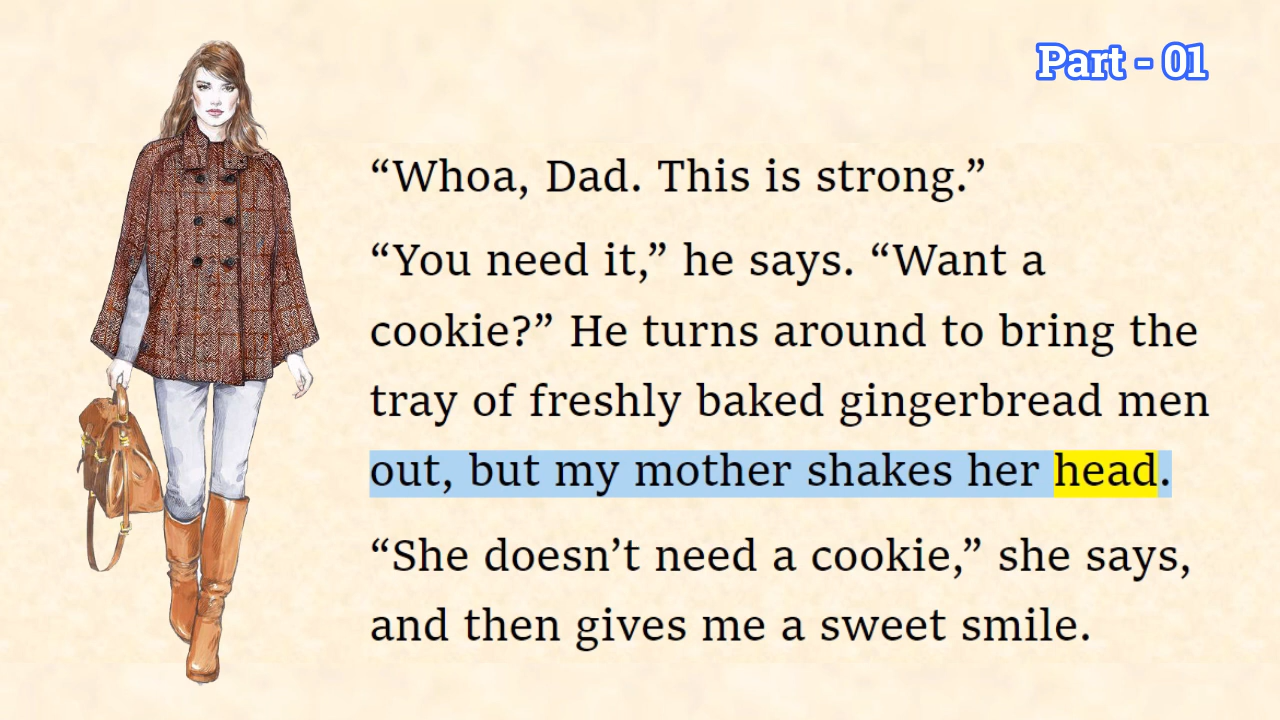 Part - 01
“Whoa, Dad. This is strong.”
“You need it,” he says. “Want a
cookie?” He turns around to bring the
tray of freshly baked gingerbread men
out, but my mother shakes her head.
“She doesn’t need a cookie,” she says,
and then gives me a sweet smile.